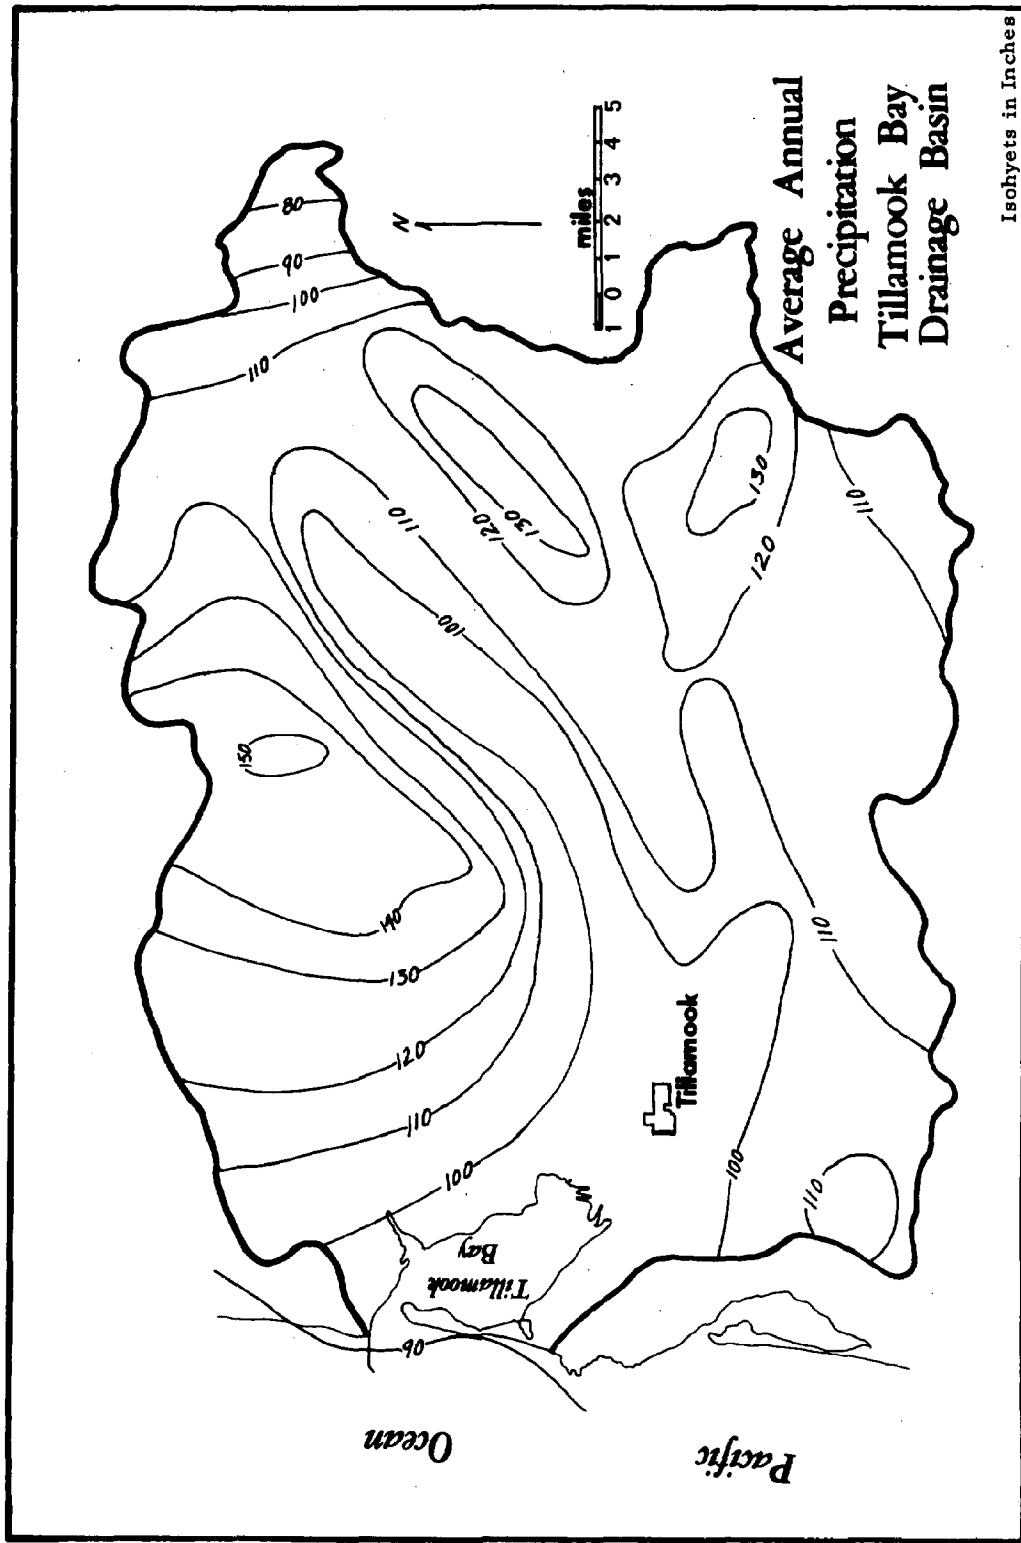 Average Annual
Precipitation
Tillamook Bay
Drainage Basin
Isohyets in Inches
N
miles
1 0 1 2 3 4 5
Pacific
Ocean
Tillamook
Bay
Tillamook
90
100
110
120
130
140
150
110
100
90
80
110
100
120
130
130
120
110
110
100
110